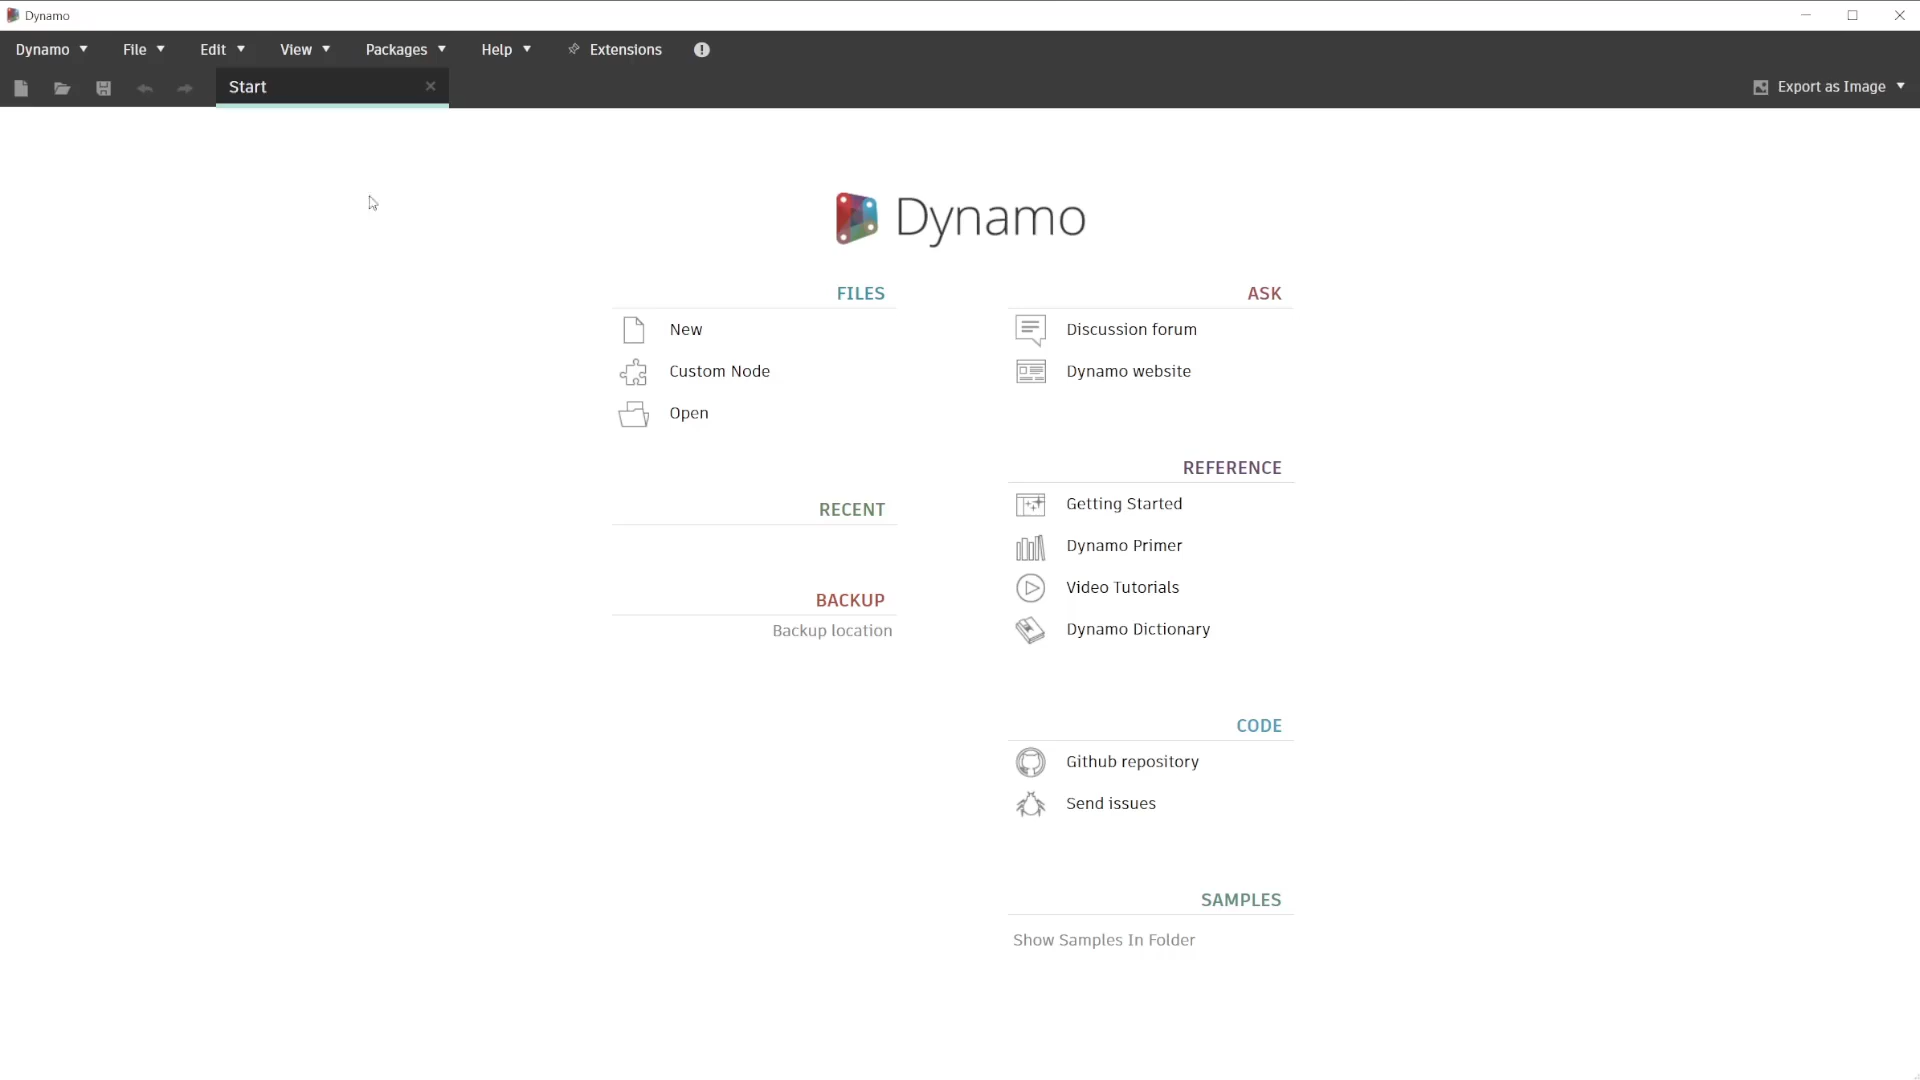 Dynamo
Dynamo File Edit View Packages Help Extensions
Start Export as Image
Dynamo
FILES
New
Custom Node
Open
RECENT
BACKUP
Backup location
ASK
Discussion forum
Dynamo website
REFERENCE
Getting Started
Dynamo Primer
Video Tutorials
Dynamo Dictionary
CODE
Github repository
Send issues
SAMPLES
Show Samples In Folder